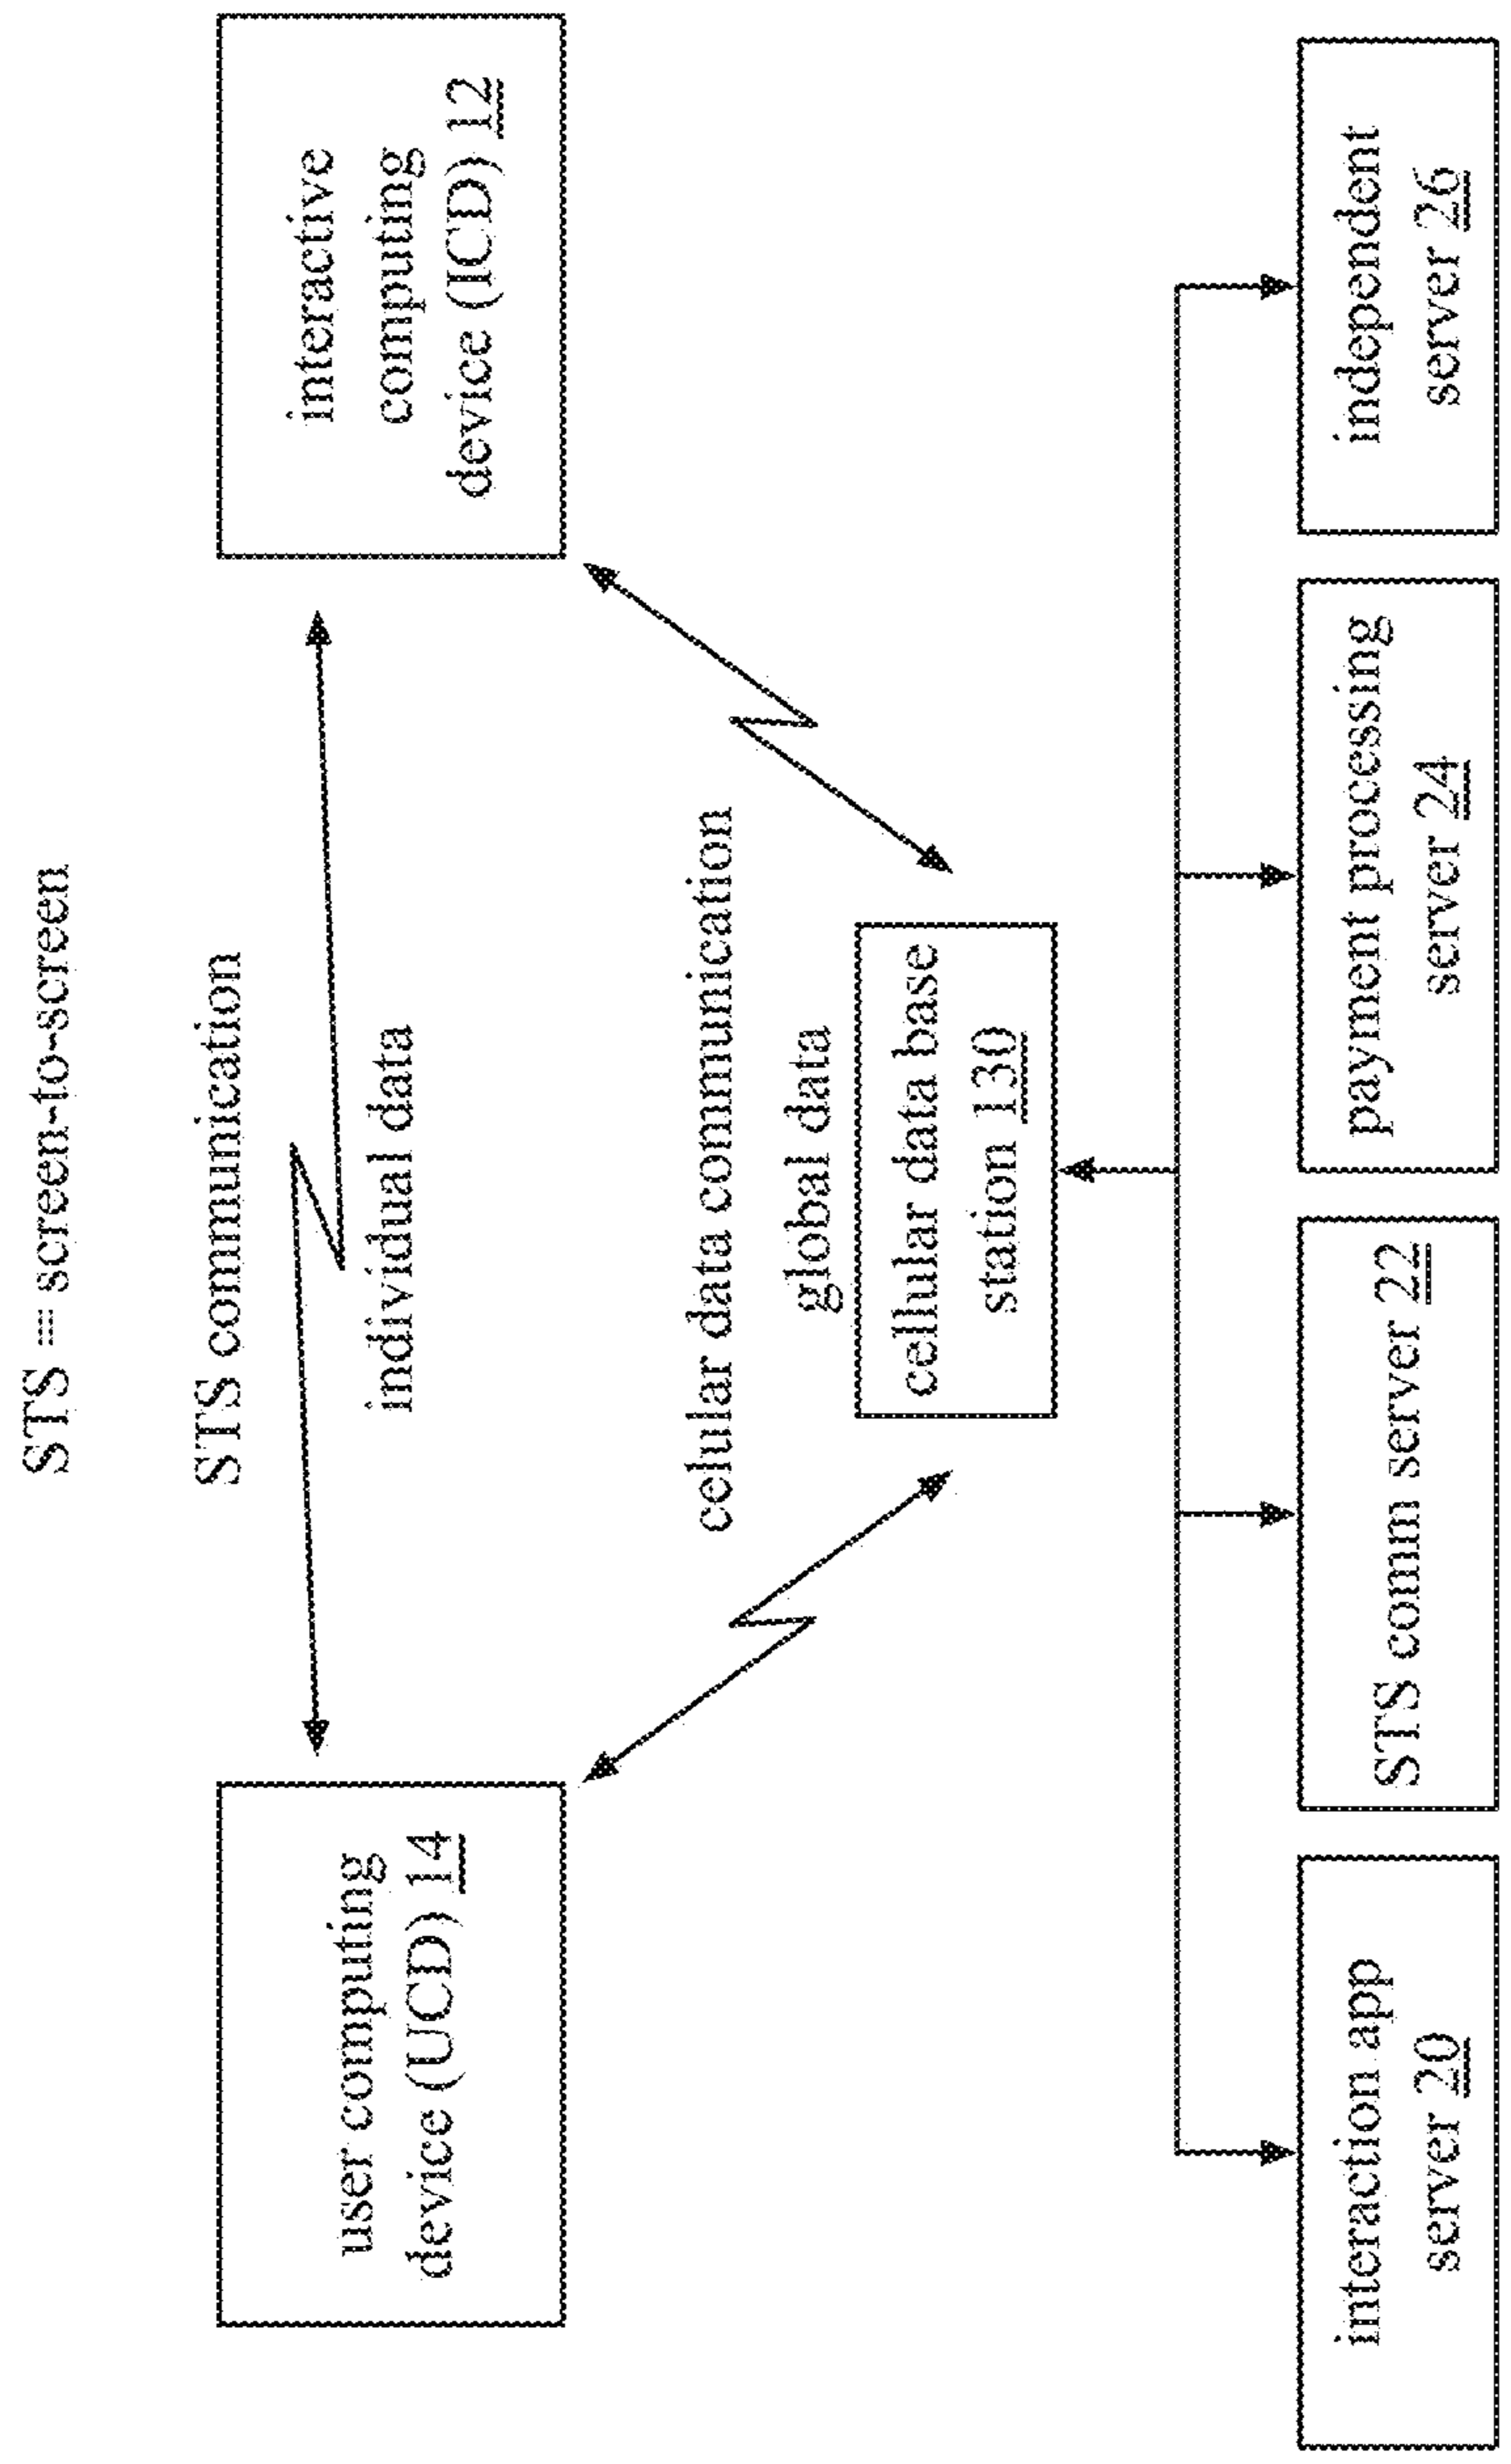 STS = screen-to-screen
STS communication
individual data
user computing
device (UCD) 14
interactive
computing
device (ICD) 12
celular data communication
global data
cellular data base
station 130
interaction app
server 20
STS comm server 22
payment processing
server 24
independent
server 26